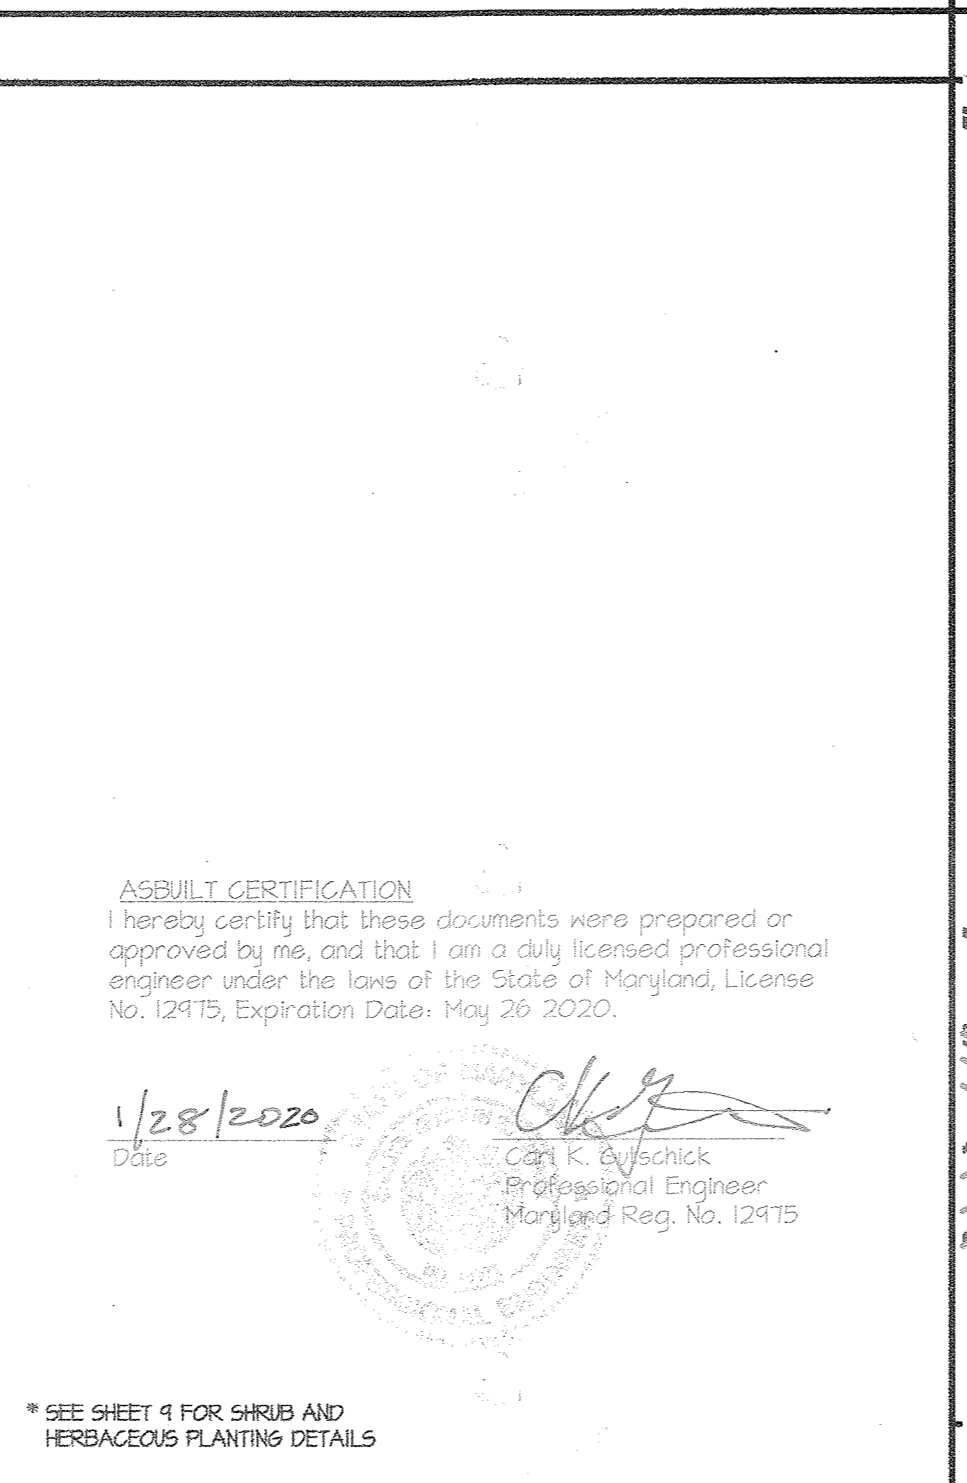 ASBUILT CERTIFICATION
I hereby certify that these documents were prepared or
approved by me, and that I am a duly licensed professional
engineer under the laws of the State of Maryland, License
No. 12975, Expiration Date: May 26 2020.
1/28/2020
Date
Carl K. Gutschick
Professional Engineer
Maryland Reg. No. 12975
* SEE SHEET 9 FOR SHRUB AND
HERBACEOUS PLANTING DETAILS